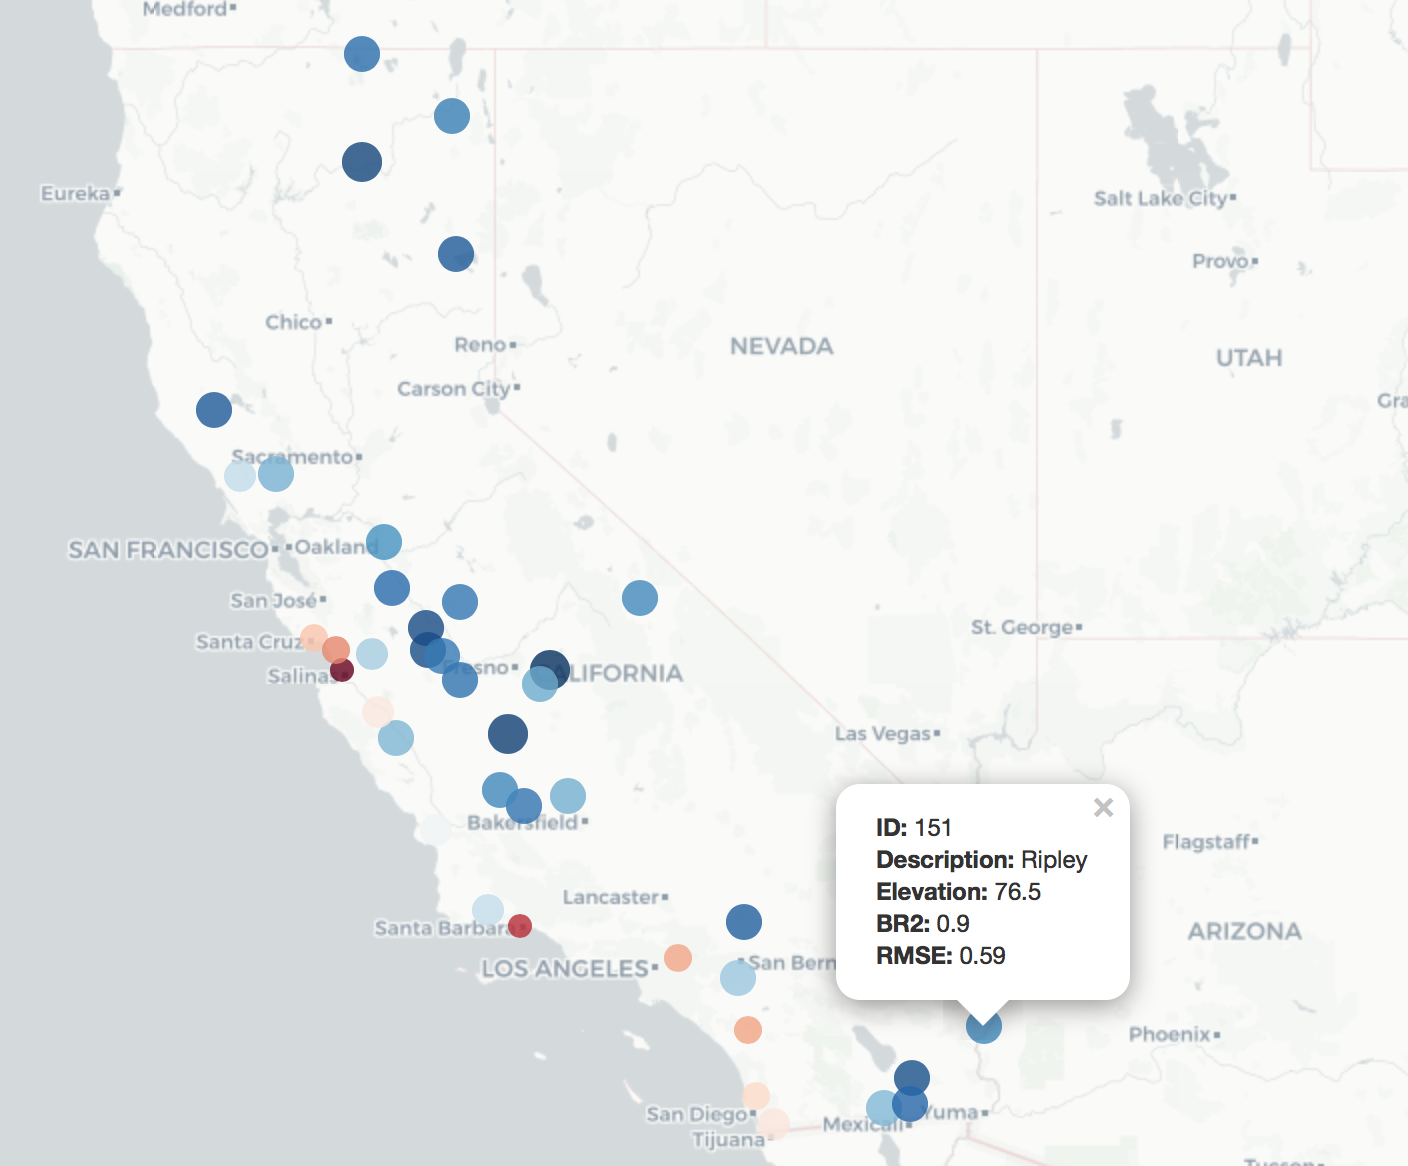 Medford
Eureka
Salt Lake City
Provo
Chico
Reno
NEVADA
UTAH
Carson City
Gra
Sacramento
SAN FRANCISCO
Oakland
San José
St. George
Santa Cruz
Fresno
CALIFORNIA
Salinas
Las Vegas
Bakersfield
ID: 151
Description: Ripley
Elevation: 76.5
BR2: 0.9
RMSE: 0.59
Flagstaff
Lancaster
Santa Barbara
ARIZONA
LOS ANGELES
San Bern
Phoenix
San Diego
Yuma
Mexicali
Tijuana
Tucson